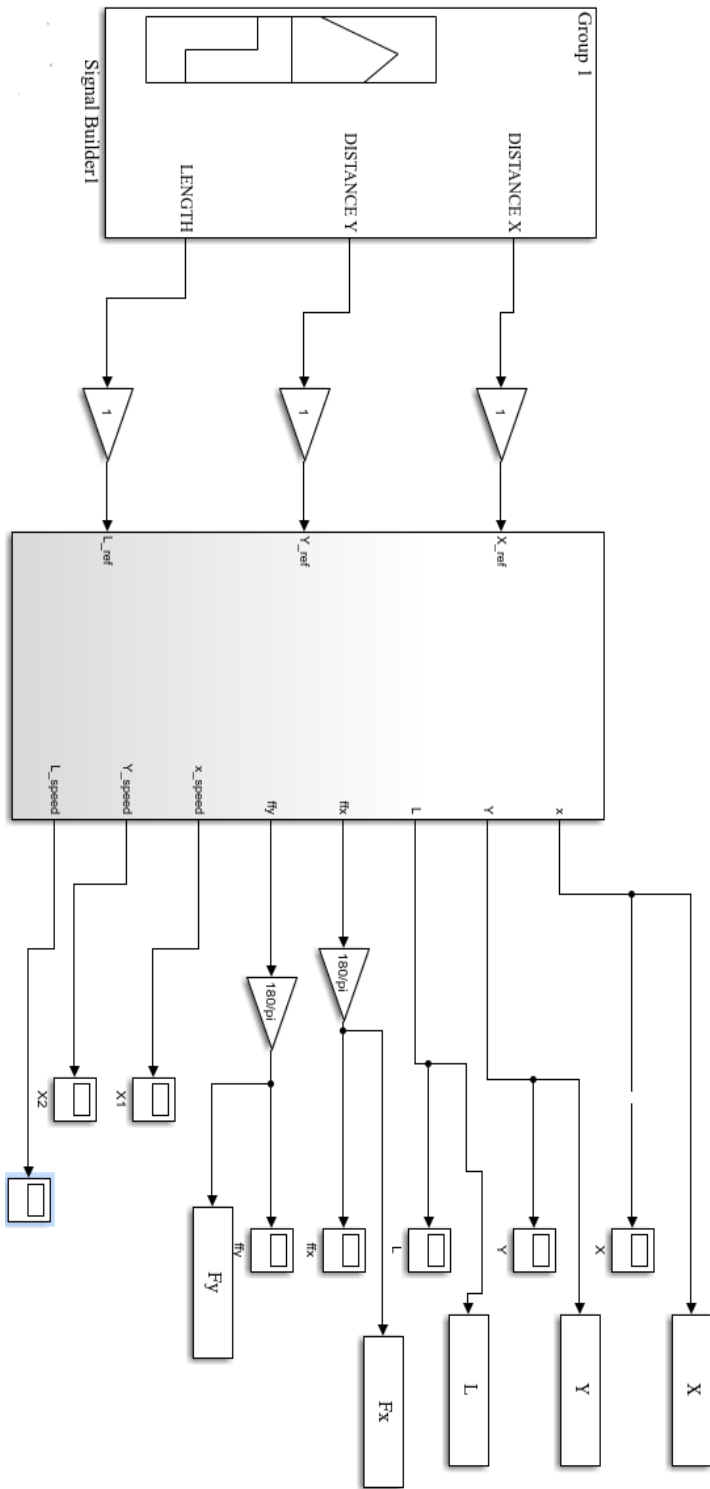 Group 1
DISTANCE X
DISTANCE Y
LENGTH
Signal Builder1
1
1
1
X_ref
Y_ref
L_ref
x
Y
L
ffx
ffy
x_speed
Y_speed
L_speed
180/pi
180/pi
X
Y
L
ffx
ffy
X1
X2
X
Y
L
Fx
Fy